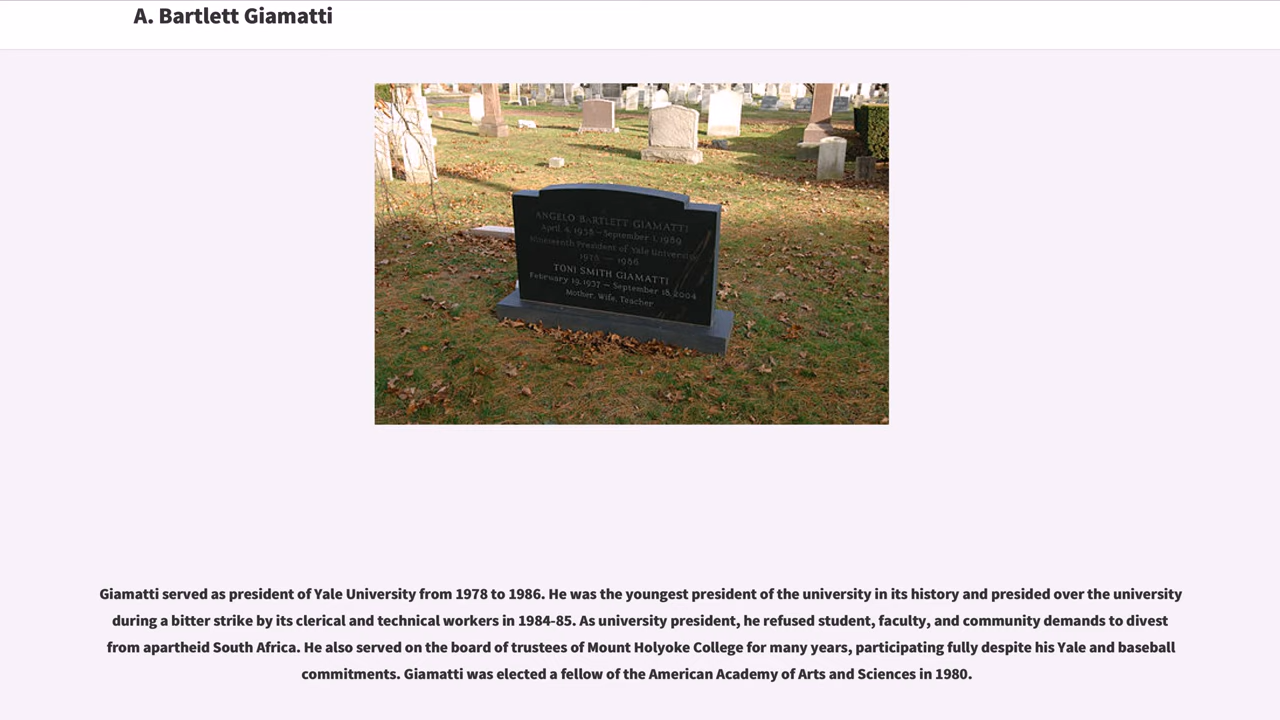 A. Bartlett Giamatti
ANGELO BARTLETT GIAMATTI
April 4, 1938 – September 1, 1989
Nineteenth President of Yale University
1978 — 1986
TONI SMITH GIAMATTI
February 19, 1937 – September 18, 2004
Mother, Wife, Teacher
Giamatti served as president of Yale University from 1978 to 1986. He was the youngest president of the university in its history and presided over the university
during a bitter strike by its clerical and technical workers in 1984-85. As university president, he refused student, faculty, and community demands to divest
from apartheid South Africa. He also served on the board of trustees of Mount Holyoke College for many years, participating fully despite his Yale and baseball
commitments. Giamatti was elected a fellow of the American Academy of Arts and Sciences in 1980.